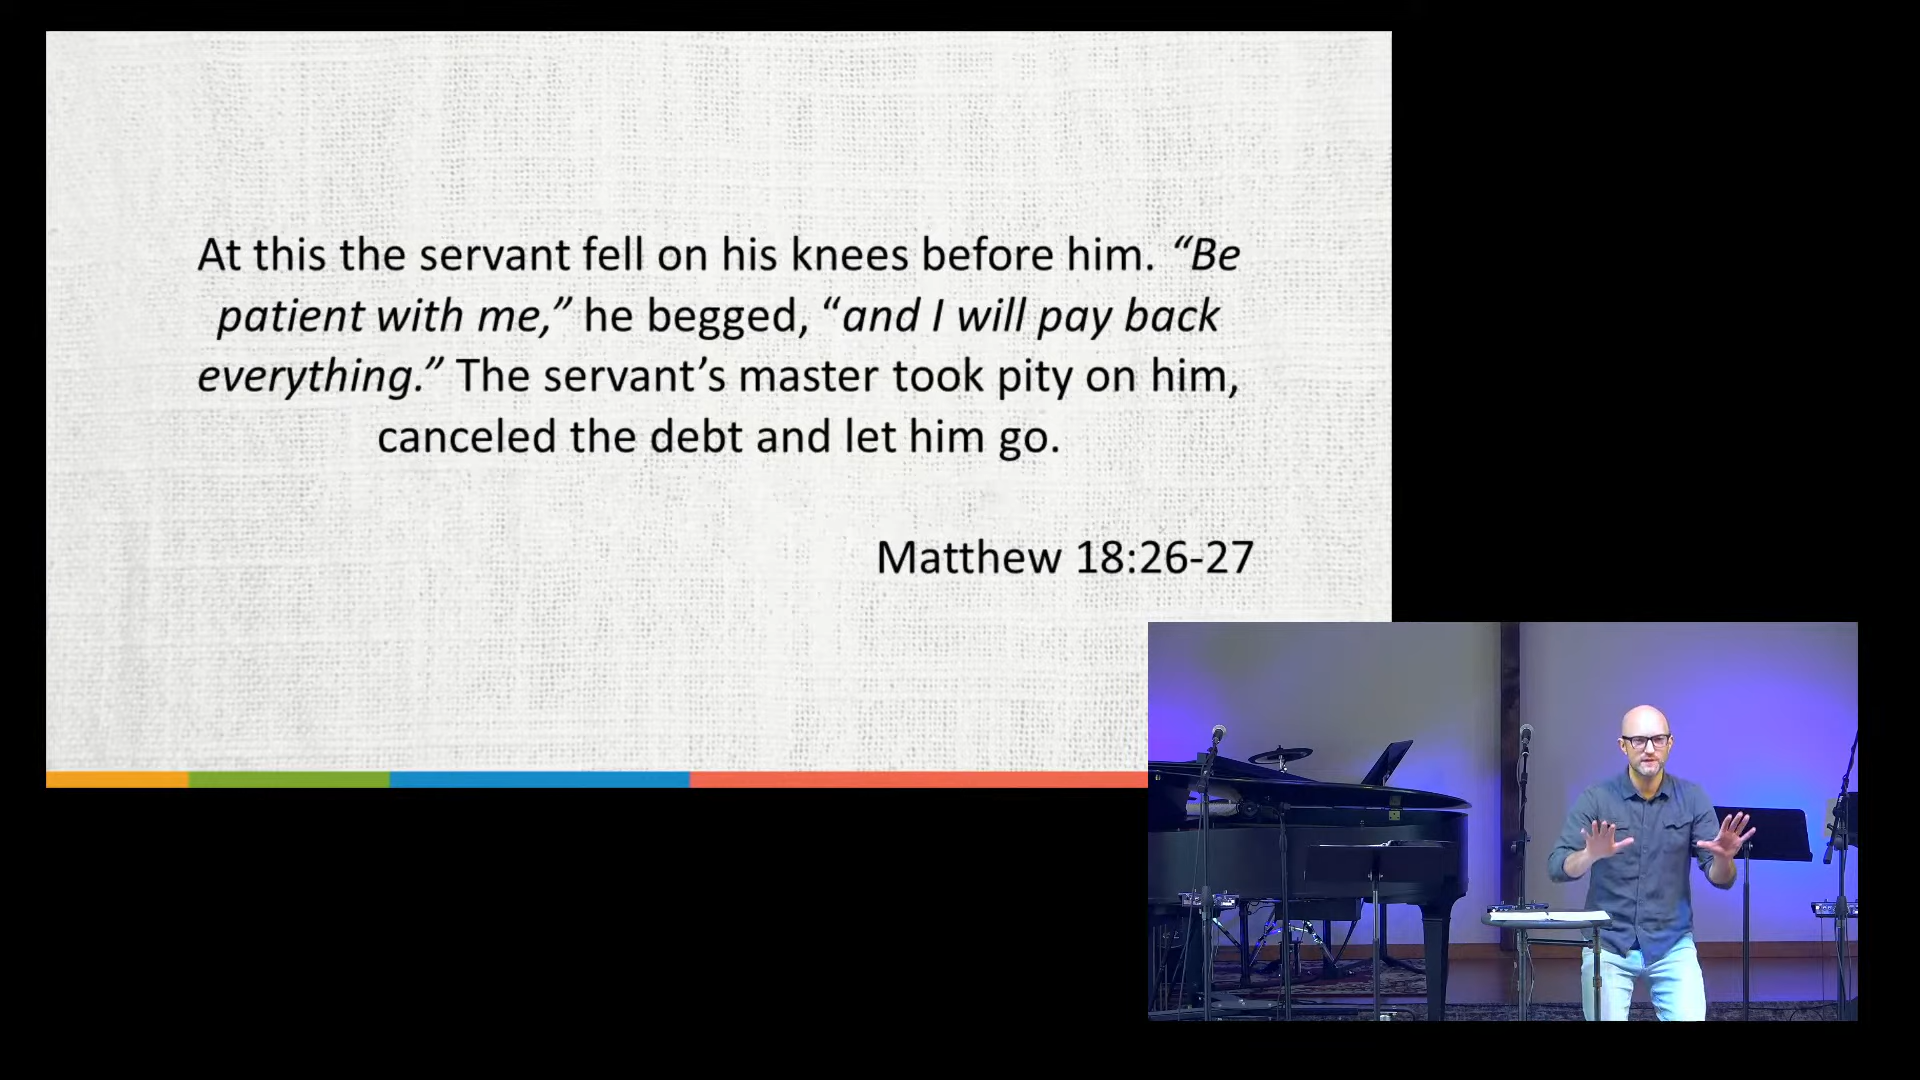 At this the servant fell on his knees before him. “Be
patient with me,” he begged, “and I will pay back
everything.” The servant’s master took pity on him,
canceled the debt and let him go.
Matthew 18:26-27